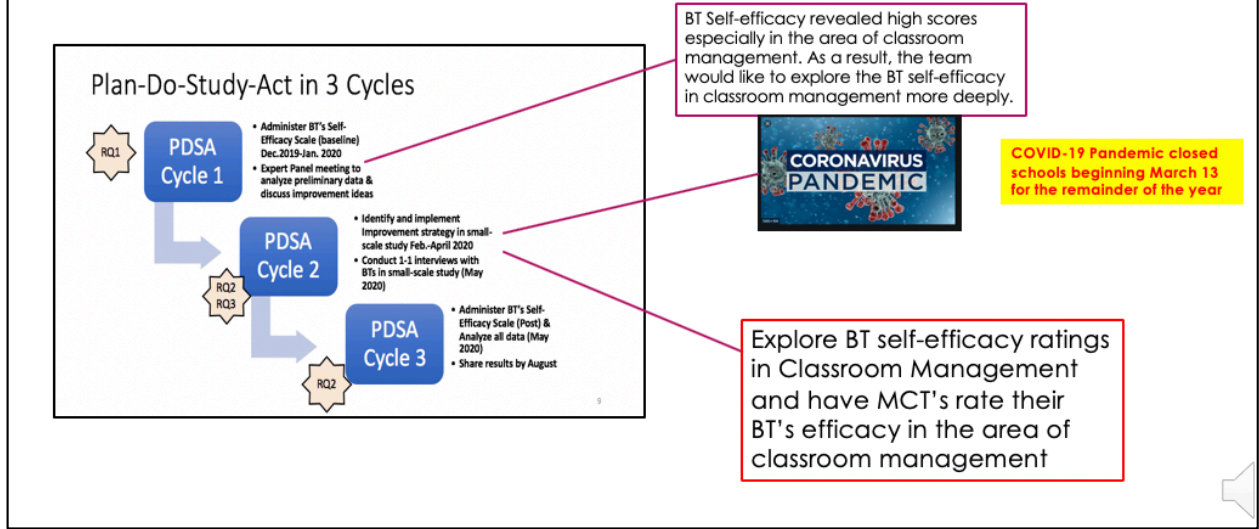 BT Self-efficacy revealed high scores
especially in the area of classroom
management. As a result, the team
would like to explore the BT self-efficacy
in classroom management more deeply.
Plan-Do-Study-Act in 3 Cycles
RQ1
PDSA
Cycle 1
• Administer BT's Self-
Efficacy Scale (baseline)
Dec.2019-Jan. 2020
• Expert Panel meeting to
analyze preliminary data &
discuss improvement ideas
CORONAVIRUS
PANDEMIC
COVID-19 Pandemic closed
schools beginning March 13
for the remainder of the year
PDSA
Cycle 2
RQ2
RQ3
• Identify and implement
Improvement strategy in small-
scale study Feb.-April 2020
• Conduct 1-1 interviews with
BTs in small-scale study (May
2020)
PDSA
Cycle 3
RQ2
• Administer BT's Self-
Efficacy Scale (Post) &
Analyze all data (May
2020)
• Share results by August
9
Explore BT self-efficacy ratings
in Classroom Management
and have MCT's rate their
BT's efficacy in the area of
classroom management